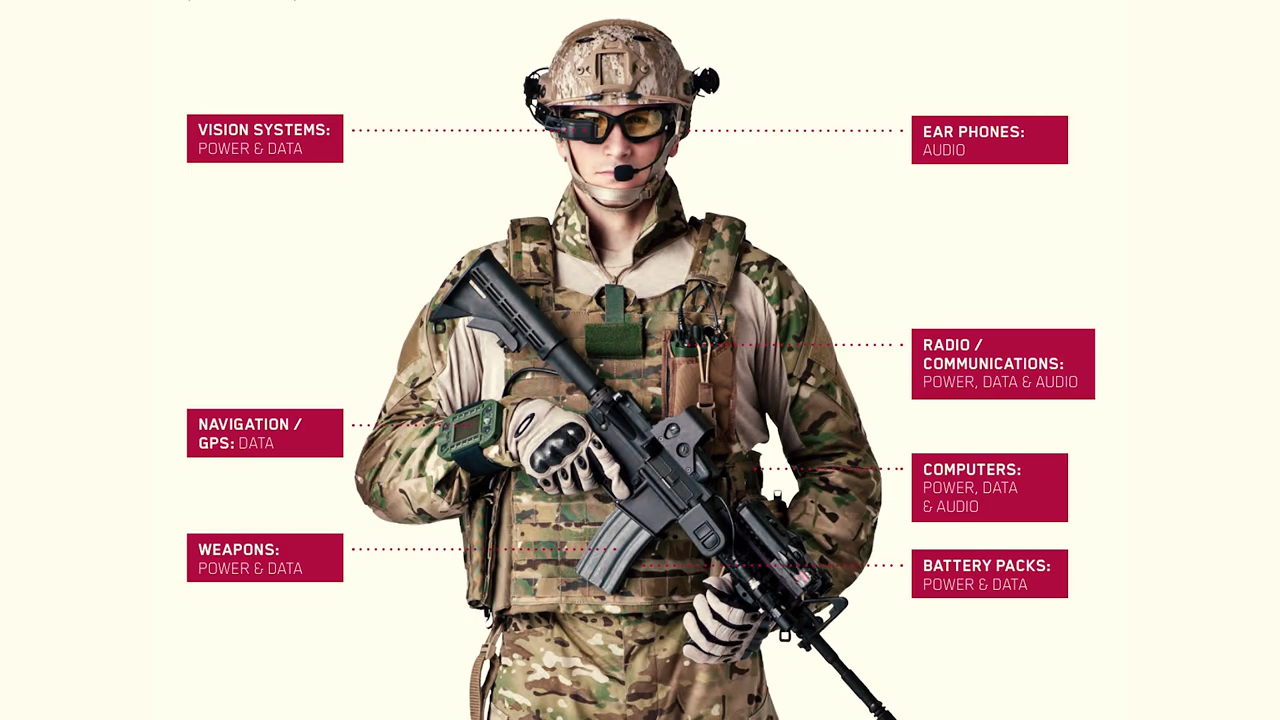 VISION SYSTEMS:
POWER & DATA
EAR PHONES:
AUDIO
RADIO /
COMMUNICATIONS:
POWER, DATA & AUDIO
NAVIGATION /
GPS: DATA
COMPUTERS:
POWER, DATA
& AUDIO
WEAPONS:
POWER & DATA
BATTERY PACKS:
POWER & DATA